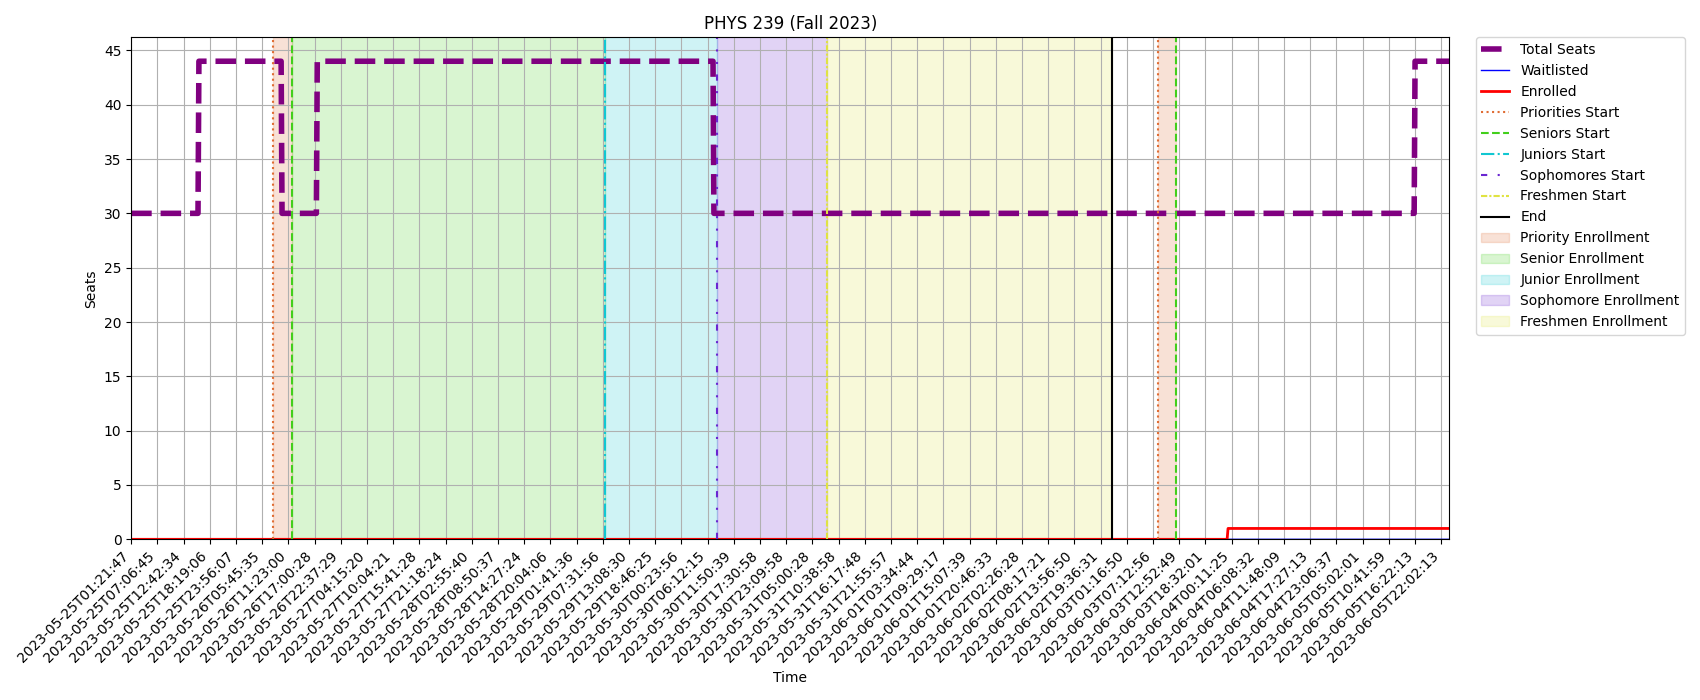 PHYS 239 (Fall 2023)
Seats
45
40
35
30
25
20
15
10
5
0
2023-05-25T01:21:47
2023-05-25T07:06:45
2023-05-25T12:42:34
2023-05-25T18:19:06
2023-05-25T23:56:07
2023-05-26T05:45:35
2023-05-26T11:23:00
2023-05-26T17:00:28
2023-05-26T22:37:29
2023-05-27T04:15:20
2023-05-27T10:04:21
2023-05-27T15:41:28
2023-05-27T21:18:24
2023-05-28T02:55:40
2023-05-28T08:50:37
2023-05-28T14:27:24
2023-05-28T20:04:06
2023-05-29T01:41:36
2023-05-29T07:31:56
2023-05-29T13:08:30
2023-05-29T18:46:25
2023-05-30T00:23:56
2023-05-30T06:12:15
2023-05-30T11:50:39
2023-05-30T17:30:58
2023-05-30T23:09:58
2023-05-31T05:00:28
2023-05-31T10:38:58
2023-05-31T16:17:48
2023-05-31T21:55:57
2023-06-01T03:34:44
2023-06-01T09:29:17
2023-06-01T15:07:39
2023-06-01T20:46:33
2023-06-02T02:26:28
2023-06-02T08:17:21
2023-06-02T13:56:50
2023-06-02T19:36:31
2023-06-03T01:16:50
2023-06-03T07:12:56
2023-06-03T12:52:49
2023-06-03T18:32:01
2023-06-04T00:11:25
2023-06-04T06:08:32
2023-06-04T11:48:09
2023-06-04T17:27:13
2023-06-04T23:06:37
2023-06-05T05:02:01
2023-06-05T10:41:59
2023-06-05T16:22:13
2023-06-05T22:02:13
Time
Total Seats
Waitlisted
Enrolled
Priorities Start
Seniors Start
Juniors Start
Sophomores Start
Freshmen Start
End
Priority Enrollment
Senior Enrollment
Junior Enrollment
Sophomore Enrollment
Freshmen Enrollment